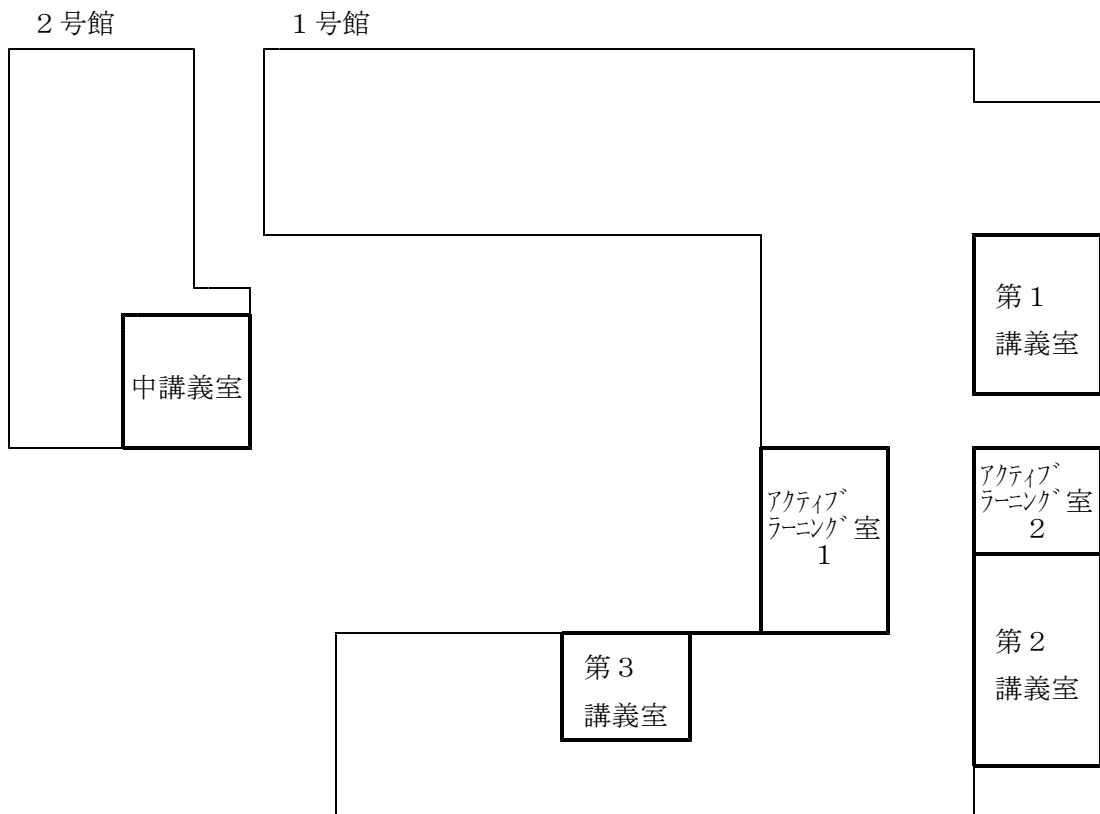 ２号館
１号館
第１
講義室
中講義室
ｱｸﾃｨﾌﾞ
ﾗｰﾆﾝｸﾞ室
１
ｱｸﾃｨﾌﾞ
ﾗｰﾆﾝｸﾞ室
２
第３
講義室
第２
講義室